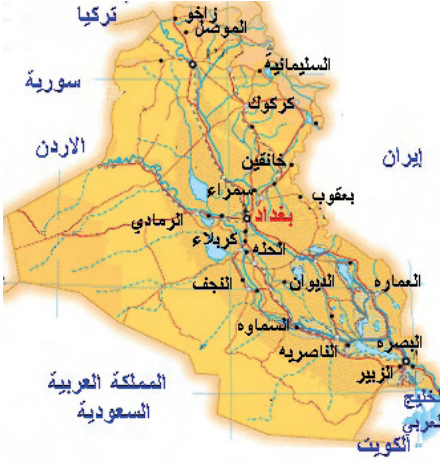 تركيا
زاخو
الموصل
السليمانية
سورية
كركوك
الاردن
إيران
خانقين
سمراء
بعقوب
الرمادي
بغداد
كربلاء
الحله
النجف
الديوان
العماره
السماوه
الناصريه
البصره
الزبير
المملكة العربية
السعودية
خليج
لعربي
الكويت